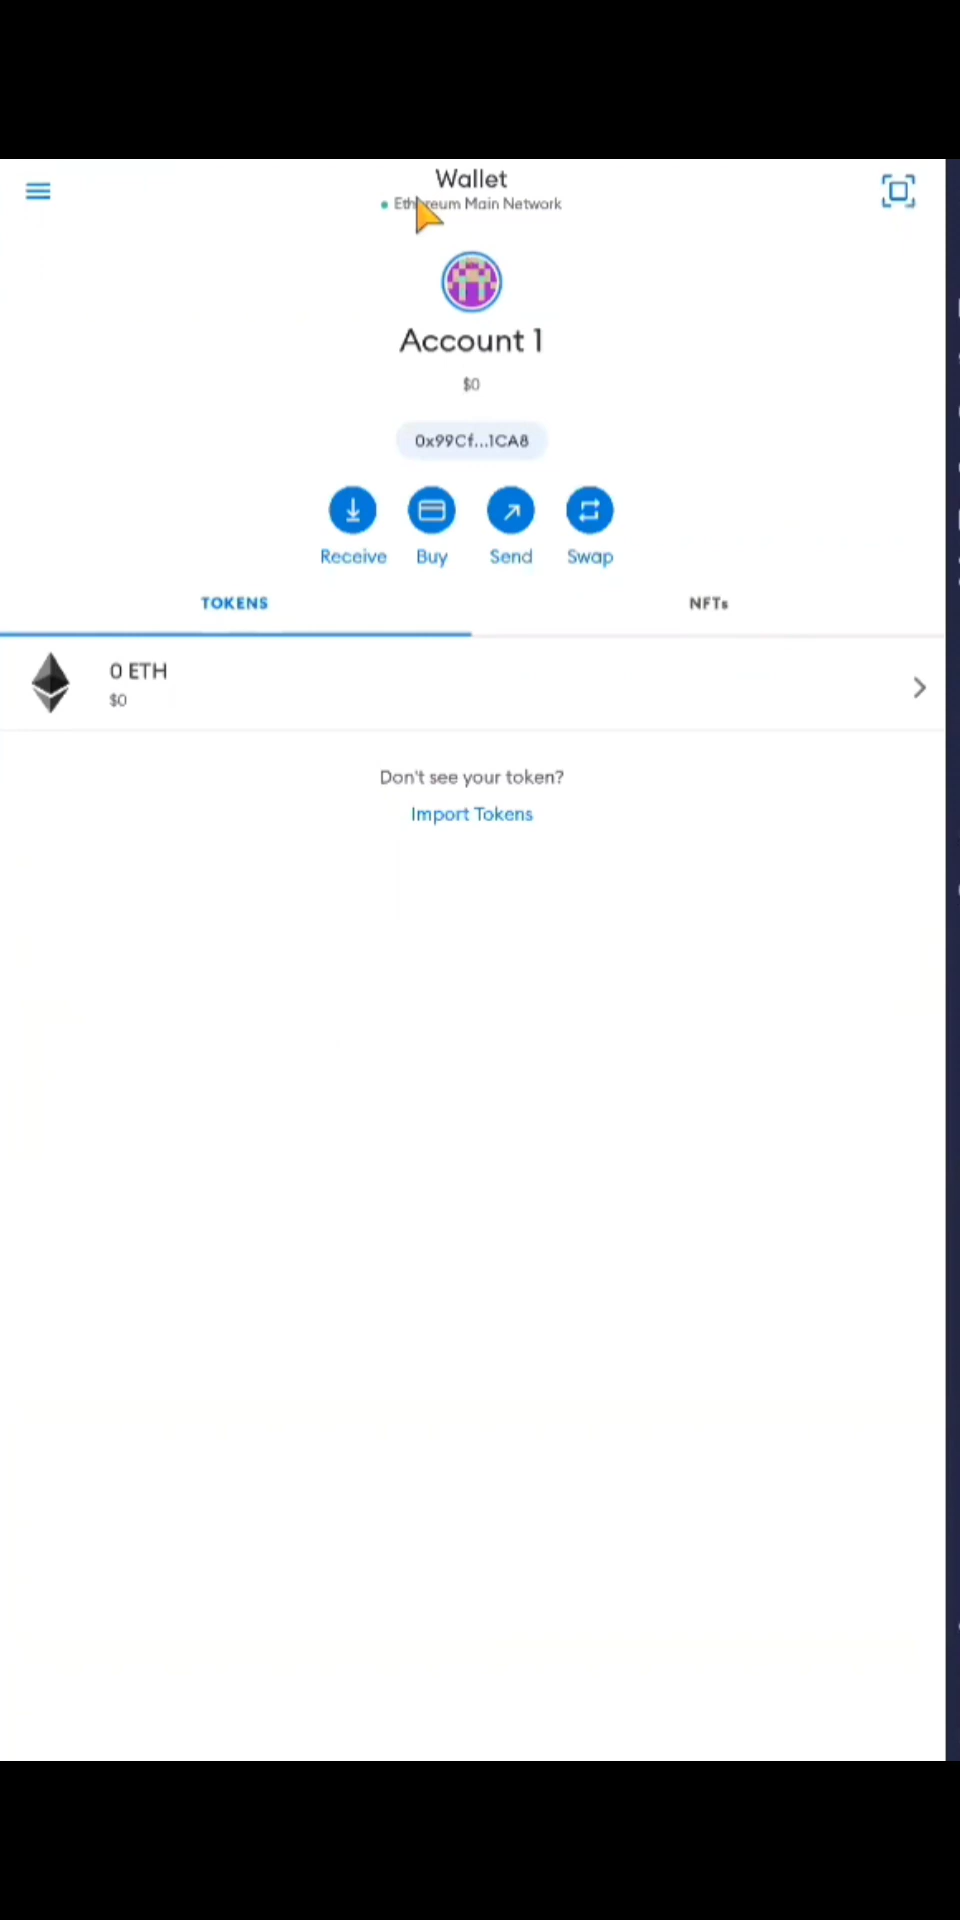 Wallet
Ethereum Main Network
Account 1
$0
0x99Cf...1CA8
Receive Buy Send Swap
TOKENS NFTs
0 ETH
$0
Don't see your token?
Import Tokens